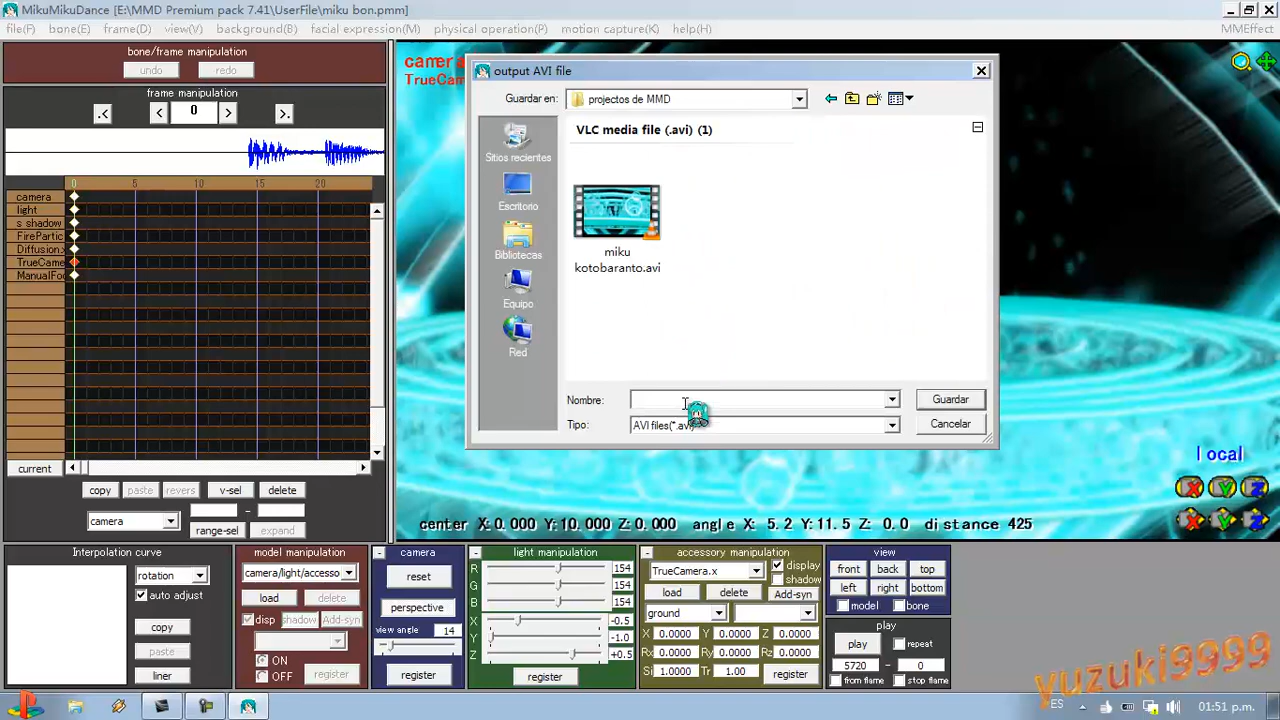 MikuMikuDance [E:\MMD Premium pack 7.41\UserFile\miku bon.pmm]
file(F) bone(E) frame(D) view(V) background(B) facial expression(M) physical operation(P) motion capture(K) help(H) MMEffect
bone/frame manipulation
undo redo
frame manipulation
.< < 0 > >.
0 5 10 15 20
camera
light
s shadow
FirePartic
Diffusion.
TrueCame
ManualFo
current
copy paste revers v-sel delete
camera
-
range-sel expand
output AVI file
Guardar en: projectos de MMD
VLC media file (.avi) (1)
Sitios recientes
Escritorio
Bibliotecas
Equipo
Red
miku
kotobaranto.avi
Nombre: Guardar
Tipo: AVI files(*.avi) Cancelar
camera
TrueCam
local
X Y Z
X Y Z
center X: 0.000 Y: 10.000 Z: 0.000 angle X: 5.2 Y: 11.5 Z: 0.0 distance 425
Interpolation curve
rotation
auto adjust
copy
paste
liner
model manipulation
camera/light/accesso
load delete
disp shadow Add-syn
ON
OFF
register
camera
reset
perspective
view angle 14
register
light manipulation
R 154
G 154
B 154
X -0.5
Y -1.0
Z +0.5
register
accessory manipulation
TrueCamera.x display
shadow
load delete Add-syn
ground
X 0.0000 Y 0.0000 Z 0.0000
Rx 0.0000 Ry 0.0000 Rz 0.0000
Si 1.0000 Tr 1.00 register
view
front back top
left right bottom
model bone
play
play repeat
5720 - 0
from flame stop flame
yuzuki9999
ES 01:51 p.m.